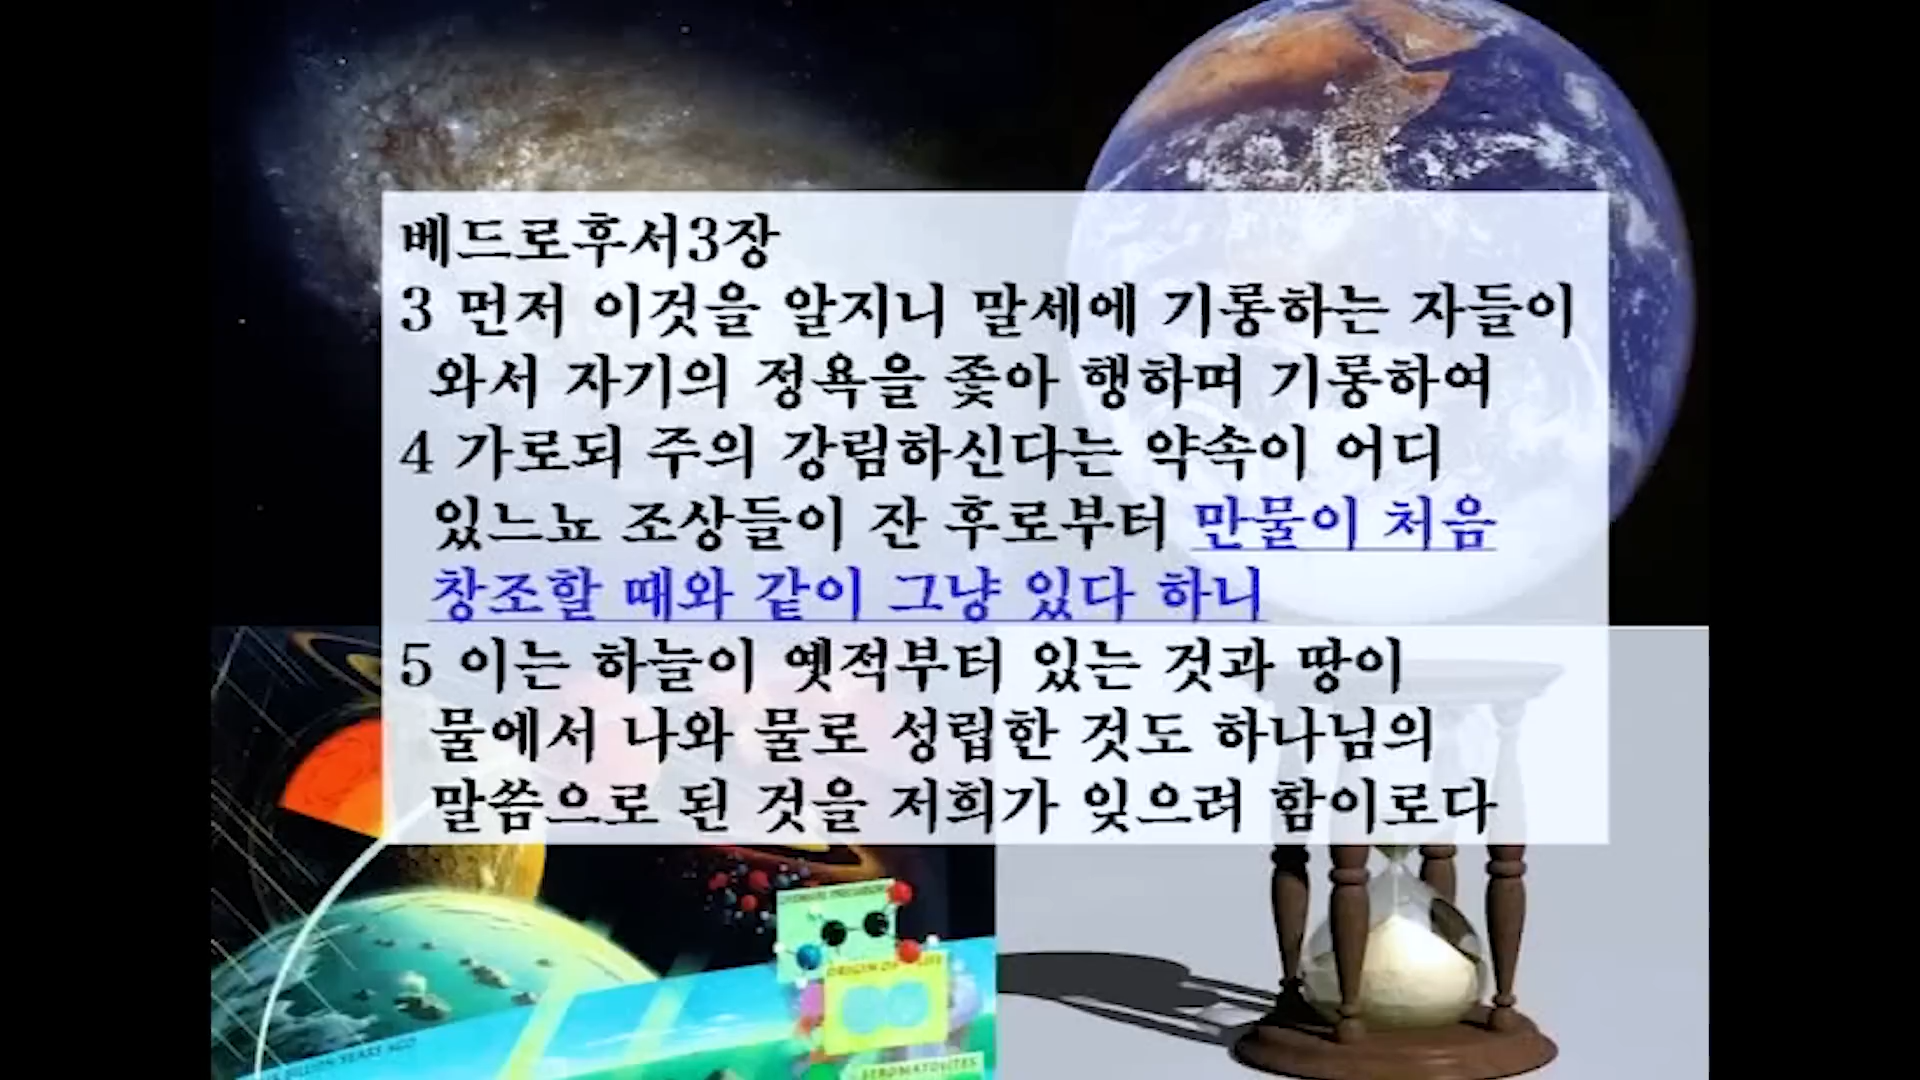 베드로후서3장
3 먼저 이것을 알지니 말세에 기롱하는 자들이
와서 자기의 정욕을 좇아 행하며 기롱하여
4 가로되 주의 강림하신다는 약속이 어디
있느뇨 조상들이 잔 후로부터 만물이 처음
창조할 때와 같이 그냥 있다 하니
5 이는 하늘이 옛적부터 있는 것과 땅이
물에서 나와 물로 성립한 것도 하나님의
말씀으로 된 것을 저희가 잊으려 함이로다
ORIGIN OF LIFE
BILLION YEARS AGO
STROMATOLITES